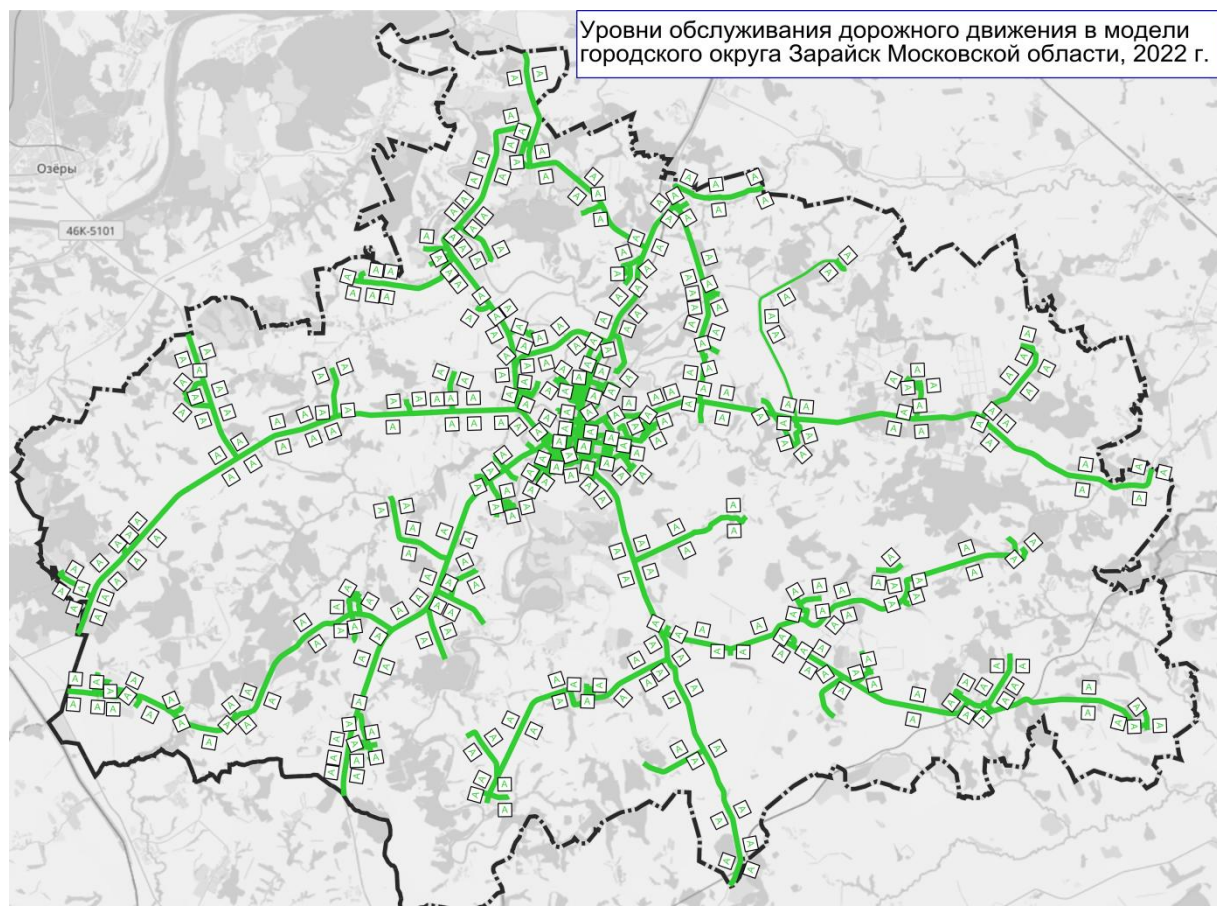 Уровни обслуживания дорожного движения в модели
городского округа Зарайск Московской области, 2022 г.
Озёры
46К-5101